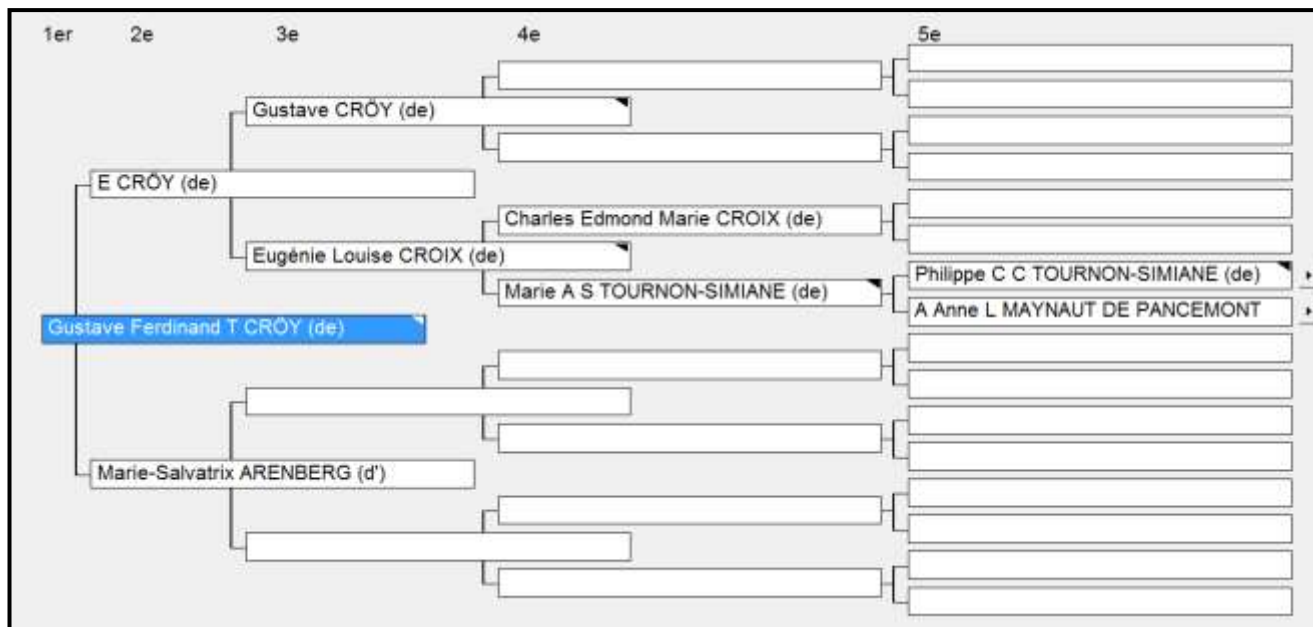 1er 2e 3e 4e 5e
Gustave CRÖY (de)
E CRÖY (de)
Charles Edmond Marie CROIX (de)
Eugénie Louise CROIX (de)
Philippe C C TOURNON-SIMIANE (de)
Marie A S TOURNON-SIMIANE (de)
A Anne L MAYNAUT DE PANCEMONT
Gustave Ferdinand T CRÖY (de)
Marie-Salvatrix ARENBERG (d')